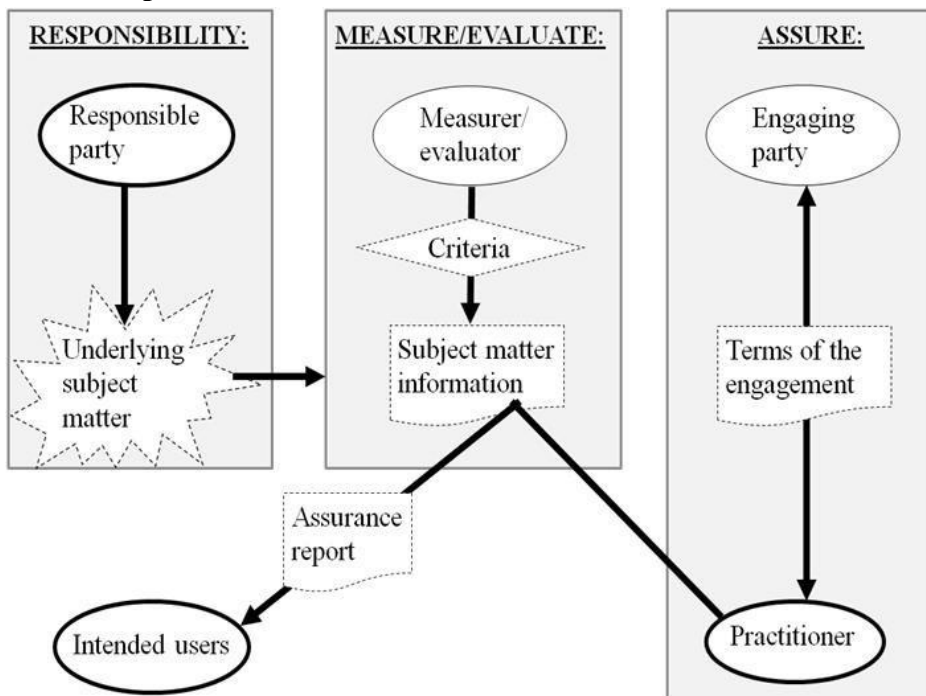 RESPONSIBILITY:
Responsible
party
Underlying
subject
matter
MEASURE/EVALUATE:
Measurer/
evaluator
Criteria
Subject matter
information
ASSURE:
Engaging
party
Terms of the
engagement
Practitioner
Assurance
report
Intended users